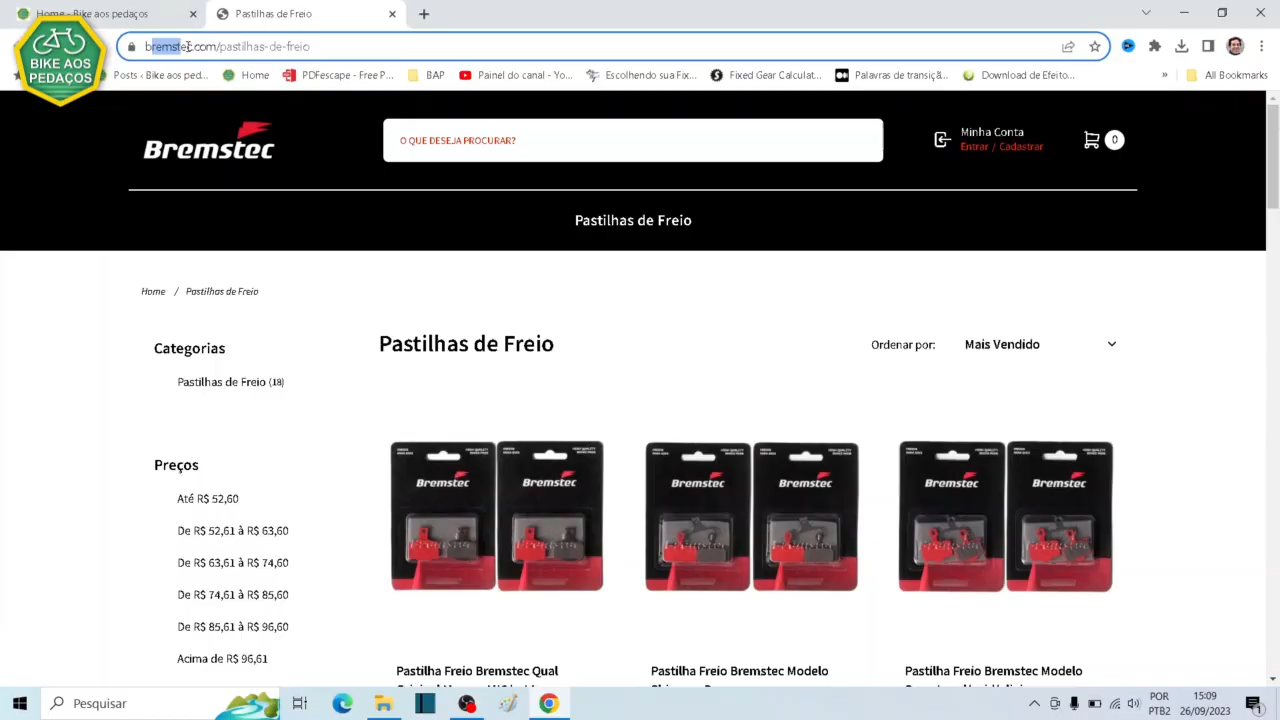 Home - Bike aos pedaços
Pastilhas de Freio
bremstec.com/pastilhas-de-freio
BIKE AOS
PEDAÇOS
Posts ‹ Bike aos ped...
Home
PDFescape - Free P...
BAP
Painel do canal - Yo...
Escolhendo sua Fix...
Fixed Gear Calculat...
Palavras de transiçã...
Download de Efeito...
»
All Bookmarks
Bremstec
O QUE DESEJA PROCURAR?
Minha Conta
Entrar / Cadastrar
0
Pastilhas de Freio
Home / Pastilhas de Freio
Categorias
Pastilhas de Freio (18)
Preços
Até R$ 52,60
De R$ 52,61 à R$ 63,60
De R$ 63,61 à R$ 74,60
De R$ 74,61 à R$ 85,60
De R$ 85,61 à R$ 96,60
Acima de R$ 96,61
Pastilhas de Freio
Ordenar por: Mais Vendido
Bremstec Bremstec Bremstec Bremstec Bremstec Bremstec
Pastilha Freio Bremstec Qual
Pastilha Freio Bremstec Modelo
Pastilha Freio Bremstec Modelo
Pesquisar
POR
PTB2
15:09
26/09/2023
1